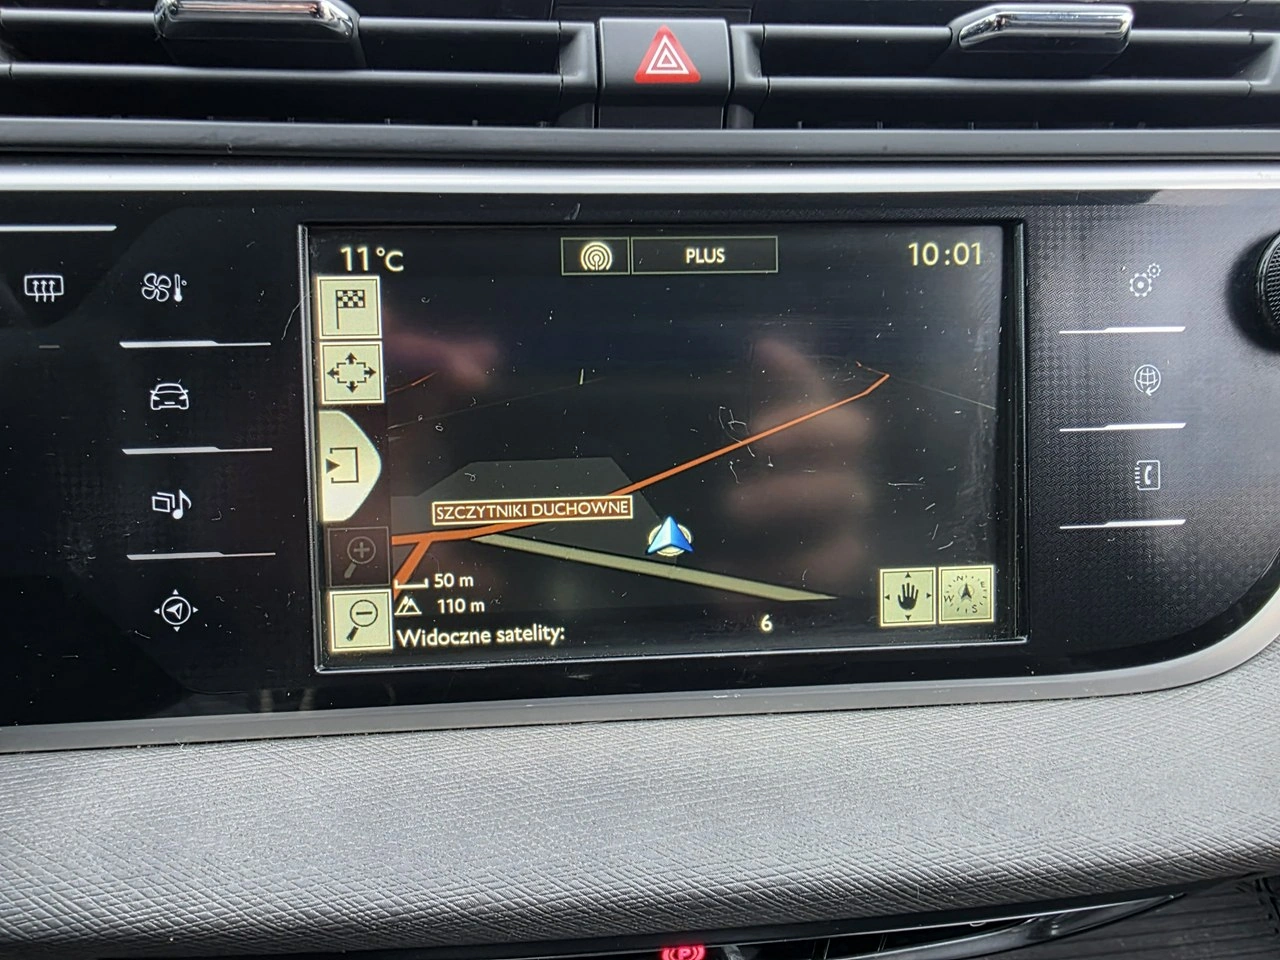 11°C
PLUS
10:01
SZCZYTNIKI DUCHOWNE
50 m
110 m
Widoczne satelity: 6
N
E
S
W